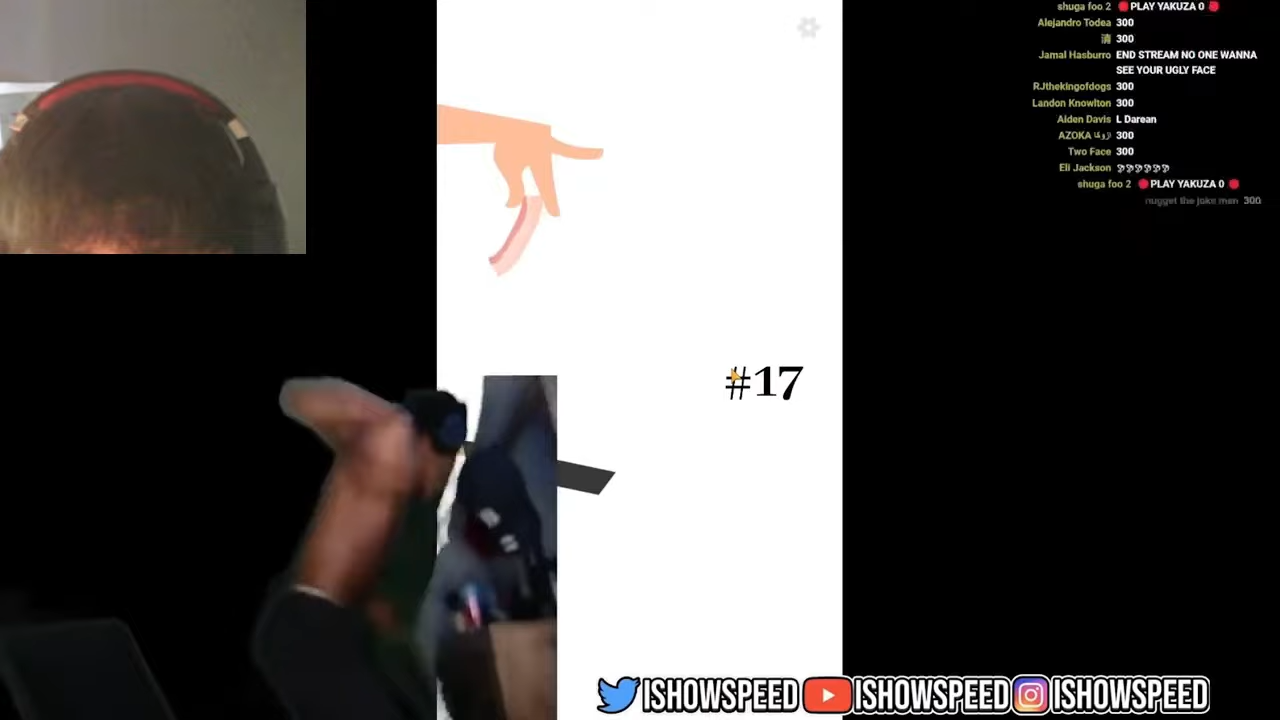 shuga foo 2 🔴PLAY YAKUZA 0🔴
Alejandro Todea 300
清 300
Jamal Hasburro END STREAM NO ONE WANNA
SEE YOUR UGLY FACE
RJthekingofdogs 300
Landon Knowlton 300
Aiden Davis L Darean
AZOKA 300
Two Face 300
Eli Jackson
shuga foo 2 🔴PLAY YAKUZA 0🔴
nugget the joke man 300
#17
ISHOWSPEED ISHOWSPEED ISHOWSPEED